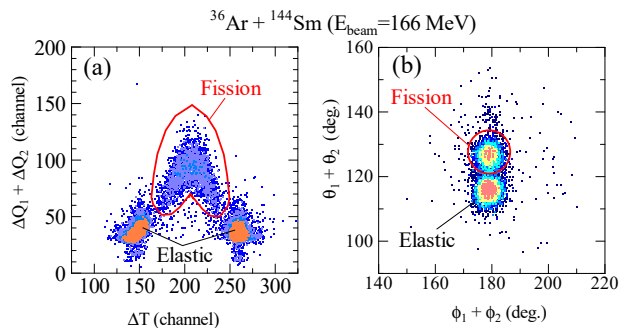 ³⁶Ar + ¹⁴⁴Sm (E_beam=166 MeV)
(a)
Fission
Elastic
ΔQ₁ + ΔQ₂ (channel)
200
150
100
50
0
100 150 200 250 300
ΔT (channel)
(b)
Fission
Elastic
θ₁ + θ₂ (deg.)
160
140
120
100
140 160 180 200 220
ϕ₁ + ϕ₂ (deg.)